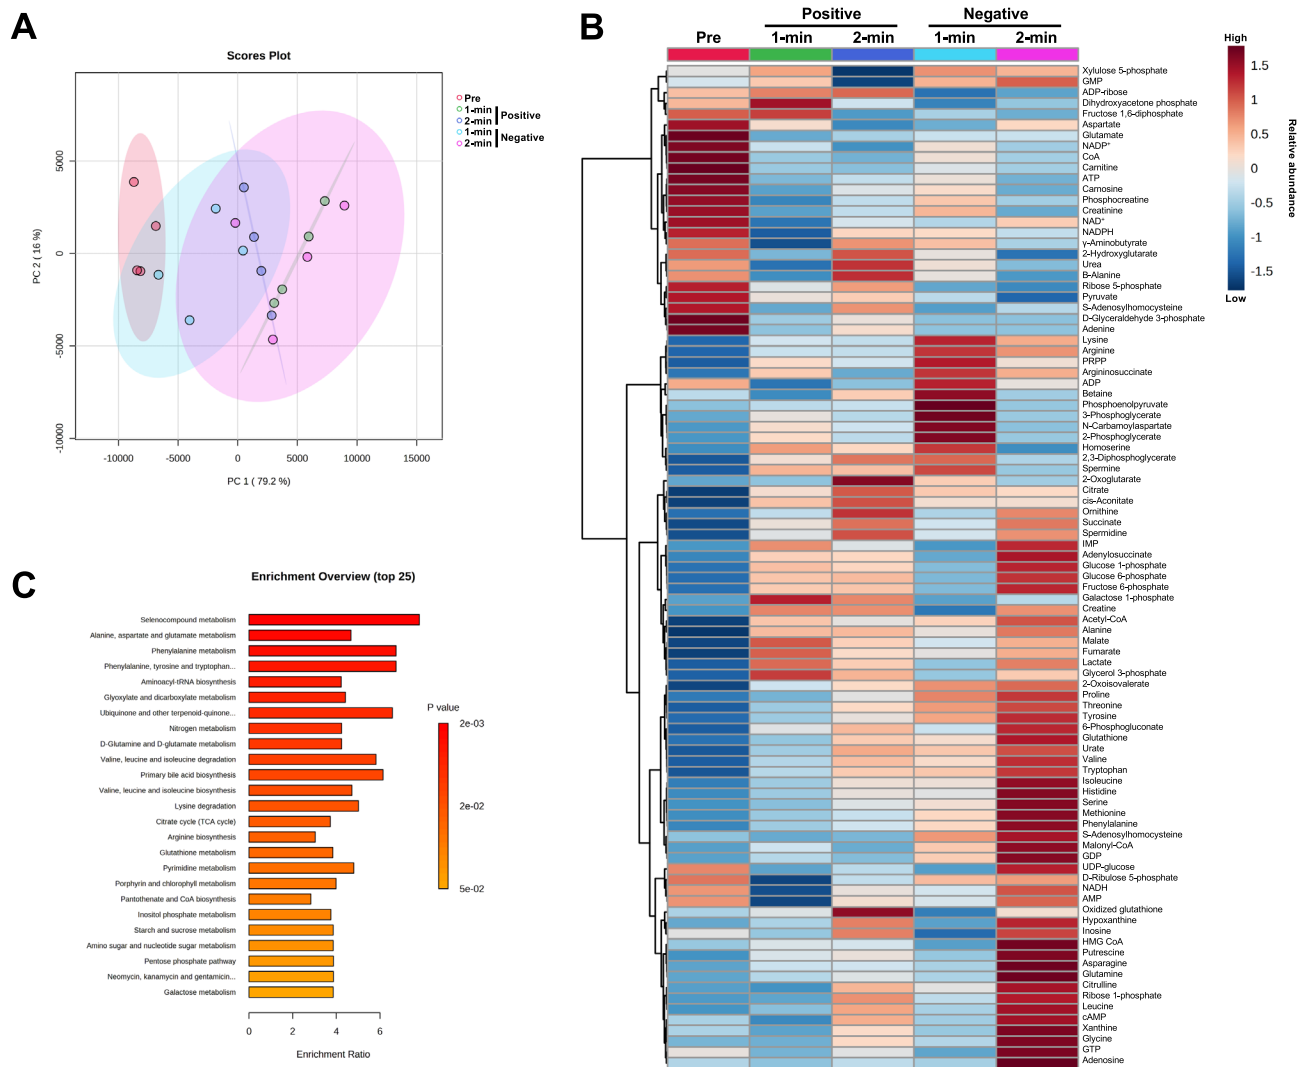 A
Scores Plot
PC 2 ( 16 %)
5000
0
-5000
-10000
-10000
-5000
0
5000
10000
15000
PC 1 ( 79.2 %)
Pre
1-min
2-min
Positive
1-min
2-min
Negative
B
Positive
Negative
Pre
1-min
2-min
1-min
2-min
Xylulose 5-phosphate
GMP
ADP-ribose
Dihydroxyacetone phosphate
Fructose 1,6-diphosphate
Aspartate
Glutamate
NADP⁺
CoA
Carnitine
ATP
Carnosine
Phosphocreatine
Creatinine
NAD⁺
NADPH
γ-Aminobutyrate
2-Hydroxyglutarate
Urea
B-Alanine
Ribose 5-phosphate
Pyruvate
S-Adenosylhomocysteine
D-Glyceraldehyde 3-phosphate
Adenine
Lysine
Arginine
PRPP
Argininosuccinate
ADP
Betaine
Phosphoenolpyruvate
3-Phosphoglycerate
N-Carbamoylaspartate
2-Phosphoglycerate
Homoserine
2,3-Diphosphoglycerate
Spermine
2-Oxoglutarate
Citrate
cis-Aconitate
Ornithine
Succinate
Spermidine
IMP
Adenylosuccinate
Glucose 1-phosphate
Glucose 6-phosphate
Fructose 6-phosphate
Galactose 1-phosphate
Creatine
Acetyl-CoA
Alanine
Malate
Fumarate
Lactate
Glycerol 3-phosphate
2-Oxoisovalerate
Proline
Threonine
Tyrosine
6-Phosphogluconate
Glutathione
Urate
Valine
Tryptophan
Isoleucine
Histidine
Serine
Methionine
Phenylalanine
S-Adenosylhomocysteine
Malonyl-CoA
GDP
UDP-glucose
D-Ribulose 5-phosphate
NADH
AMP
Oxidized glutathione
Hypoxanthine
Inosine
HMG CoA
Putrescine
Asparagine
Glutamine
Citrulline
Ribose 1-phosphate
Leucine
cAMP
Xanthine
Glycine
GTP
Adenosine
High
1.5
1
0.5
0
-0.5
-1
-1.5
Low
Relative abundance
C
Enrichment Overview (top 25)
Selenocompound metabolism
Alanine, aspartate and glutamate metabolism
Phenylalanine metabolism
Phenylalanine, tyrosine and tryptophan...
Aminoacyl-tRNA biosynthesis
Glyoxylate and dicarboxylate metabolism
Ubiquinone and other terpenoid-quinone...
Nitrogen metabolism
D-Glutamine and D-glutamate metabolism
Valine, leucine and isoleucine degradation
Primary bile acid biosynthesis
Valine, leucine and isoleucine biosynthesis
Lysine degradation
Citrate cycle (TCA cycle)
Arginine biosynthesis
Glutathione metabolism
Pyrimidine metabolism
Porphyrin and chlorophyll metabolism
Pantothenate and CoA biosynthesis
Inositol phosphate metabolism
Starch and sucrose metabolism
Amino sugar and nucleotide sugar metabolism
Pentose phosphate pathway
Neomycin, kanamycin and gentamicin...
Galactose metabolism
0
2
4
6
Enrichment Ratio
P value
2e-03
2e-02
5e-02